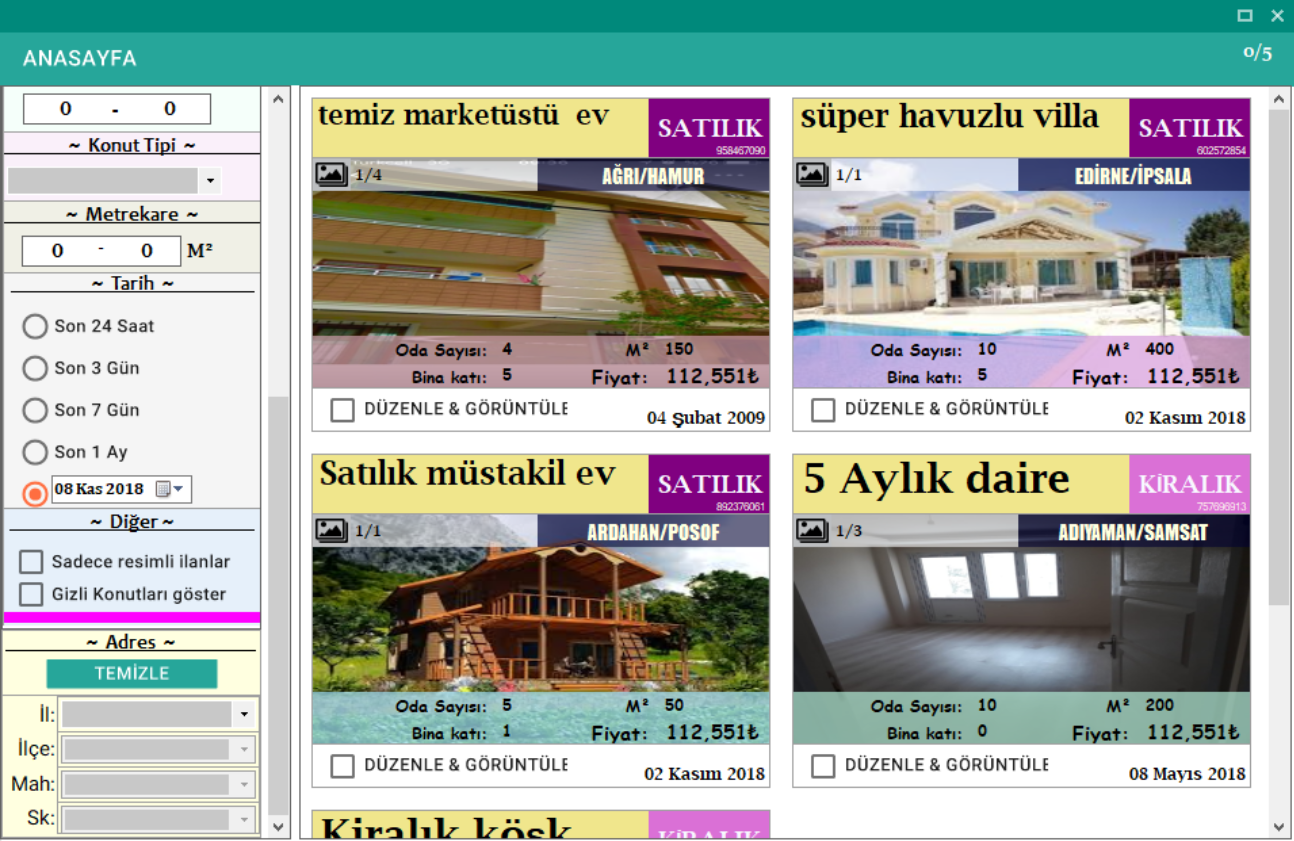 ANASAYFA
0/5
0 - 0
~ Konut Tipi ~
~ Metrekare ~
0 - 0 M²
~ Tarih ~
Son 24 Saat
Son 3 Gün
Son 7 Gün
Son 1 Ay
08 Kas 2018
~ Diğer ~
Sadece resimli ilanlar
Gizli Konutları göster
~ Adres ~
TEMİZLE
İl:
İlçe:
Mah:
Sk:
temiz marketüstü ev
SATILIK
958467090
1/4
AĞRI/HAMUR
Oda Sayısı: 4 M² 150
Bina katı: 5 Fiyat: 112,551₺
DÜZENLE & GÖRÜNTÜLE
04 Şubat 2009
süper havuzlu villa
SATILIK
602572854
1/1
EDİRNE/İPSALA
Oda Sayısı: 10 M² 400
Bina katı: 5 Fiyat: 112,551₺
DÜZENLE & GÖRÜNTÜLE
02 Kasım 2018
Satılık müstakil ev
SATILIK
892376061
1/1
ARDAHAN/POSOF
Oda Sayısı: 5 M² 50
Bina katı: 1 Fiyat: 112,551₺
DÜZENLE & GÖRÜNTÜLE
02 Kasım 2018
5 Aylık daire
KİRALIK
757696913
1/3
ADIYAMAN/SAMSAT
Oda Sayısı: 10 M² 200
Bina katı: 0 Fiyat: 112,551₺
DÜZENLE & GÖRÜNTÜLE
08 Mayıs 2018
Kiralık köşk
KİRALIK